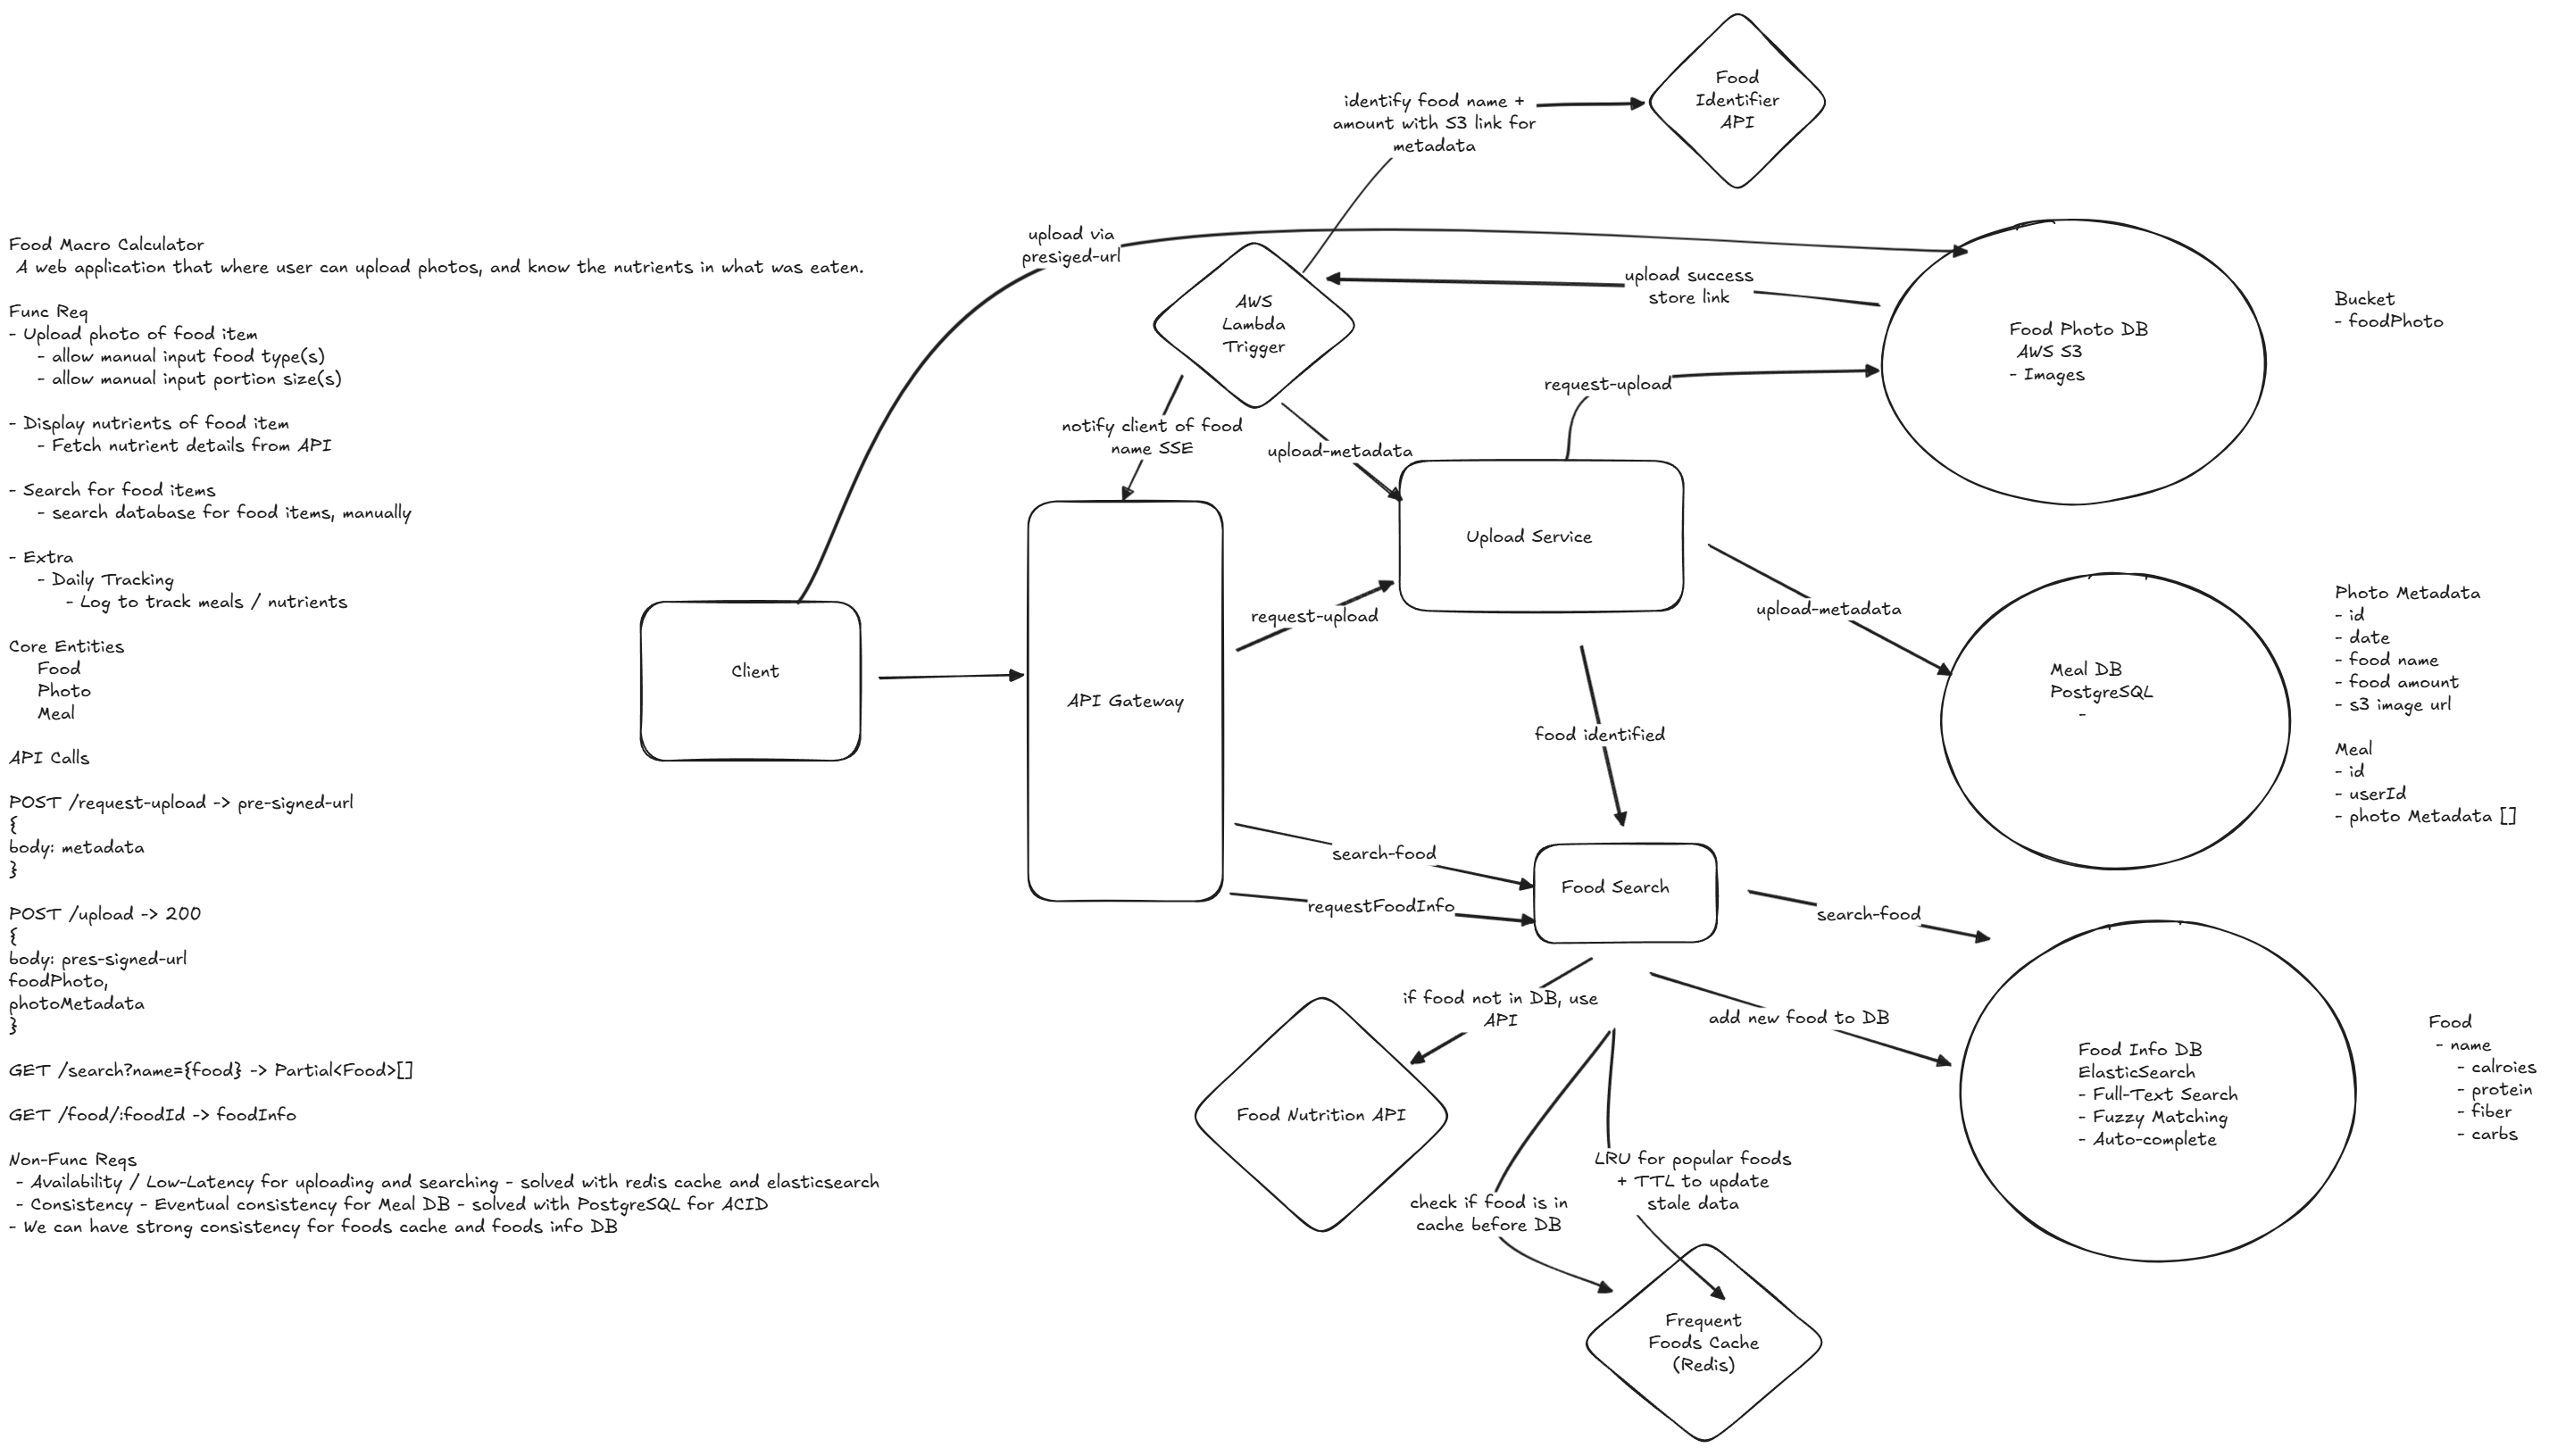 Food Macro Calculator
A web application that where user can upload photos, and know the nutrients in what was eaten.
Func Req
- Upload photo of food item
- allow manual input food type(s)
- allow manual input portion size(s)
- Display nutrients of food item
- Fetch nutrient details from API
- Search for food items
- search database for food items, manually
- Extra
- Daily Tracking
- Log to track meals / nutrients
Core Entities
Food
Photo
Meal
API Calls
POST /request-upload -> pre-signed-url
{
body: metadata
}
POST /upload -> 200
{
body: pres-signed-url
foodPhoto,
photoMetadata
}
GET /search?name={food} -> Partial<Food>[]
GET /food/:foodId -> foodInfo
Non-Func Reqs
- Availability / Low-Latency for uploading and searching - solved with redis cache and elasticsearch
- Consistency - Eventual consistency for Meal DB - solved with PostgreSQL for ACID
- We can have strong consistency for foods cache and foods info DB
Client
upload via
presiged-url
API Gateway
AWS
Lambda
Trigger
identify food name +
amount with S3 link for
metadata
Food
Identifier
API
upload success
store link
notify client of food
name SSE
upload-metadata
request-upload
request-upload
Upload Service
upload-metadata
food identified
search-food
requestFoodInfo
Food Search
search-food
if food not in DB, use
API
add new food to DB
Food Nutrition API
check if food is in
cache before DB
LRU for popular foods
+ TTL to update
stale data
Frequent
Foods Cache
(Redis)
Food Photo DB
AWS S3
- Images
Bucket
- foodPhoto
Meal DB
PostgreSQL
-
Photo Metadata
- id
- date
- food name
- food amount
- s3 image url
Meal
- id
- userId
- photo Metadata []
Food Info DB
ElasticSearch
- Full-Text Search
- Fuzzy Matching
- Auto-complete
Food
- name
- calroies
- protein
- fiber
- carbs